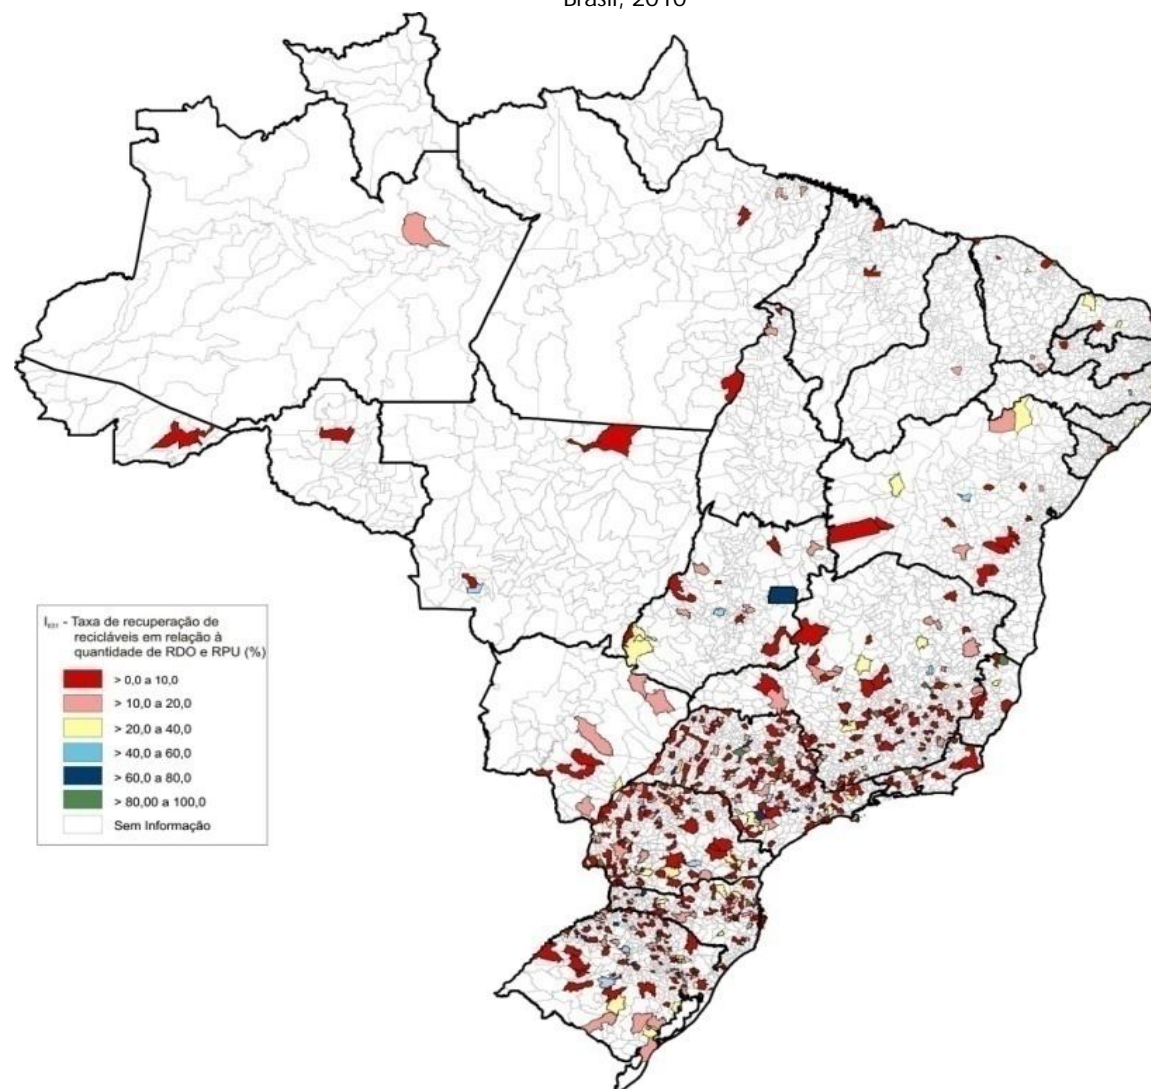 Brasil, 2010
I₀₃₁ - Taxa de recuperação de
recicláveis em relação à
quantidade de RDO e RPU (%)
> 0,0 a 10,0
> 10,0 a 20,0
> 20,0 a 40,0
> 40,0 a 60,0
> 60,0 a 80,0
> 80,00 a 100,0
Sem Informação